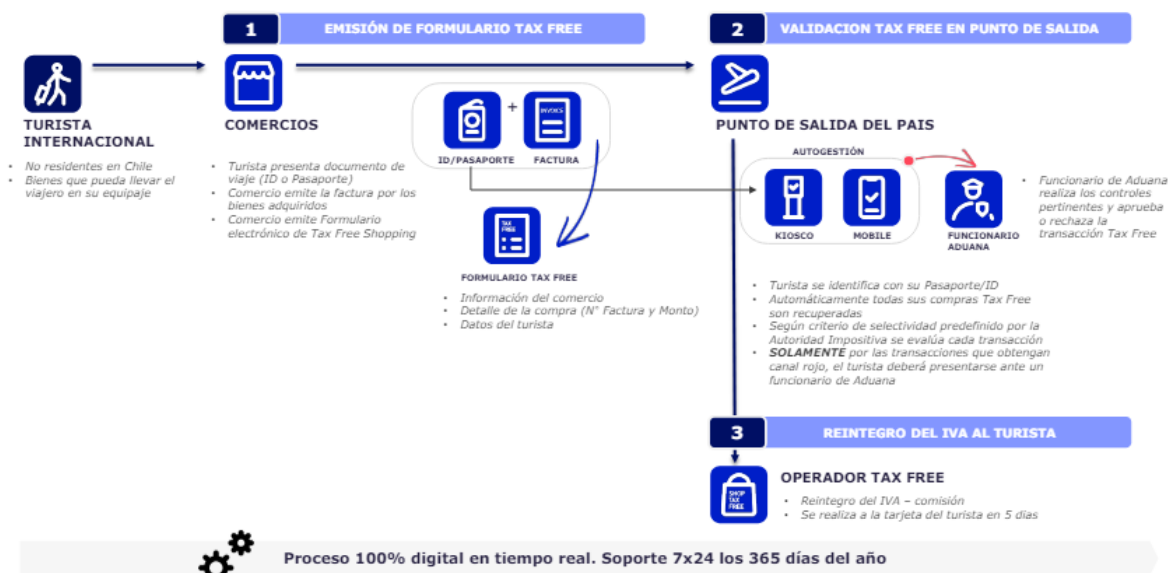 1
EMISIÓN DE FORMULARIO TAX FREE
2
VALIDACION TAX FREE EN PUNTO DE SALIDA
TURISTA
INTERNACIONAL
• No residentes en Chile
• Bienes que pueda llevar el
viajero en su equipaje
COMERCIOS
• Turista presenta documento de
viaje (ID o Pasaporte)
• Comercio emite la factura por los
bienes adquiridos
• Comercio emite Formulario
electrónico de Tax Free Shopping
+
INVOICE
ID/PASAPORTE
FACTURA
TAX
FREE
FORMULARIO TAX FREE
• Información del comercio
• Detalle de la compra (N° Factura y Monto)
• Datos del turista
PUNTO DE SALIDA DEL PAIS
AUTOGESTIÓN
KIOSCO
MOBILE
FUNCIONARIO
ADUANA
• Funcionario de Aduana
realiza los controles
pertinentes y aprueba
o rechaza la
transacción Tax Free
• Turista se identifica con su Pasaporte/ID
• Automáticamente todas sus compras Tax Free
son recuperadas
• Según criterio de selectividad predefinido por la
Autoridad Impositiva se evalúa cada transacción
• SOLAMENTE por las transacciones que obtengan
canal rojo, el turista deberá presentarse ante un
funcionario de Aduana
3
REINTEGRO DEL IVA AL TURISTA
SHOP
TAX
FREE
OPERADOR TAX FREE
• Reintegro del IVA – comisión
• Se realiza a la tarjeta del turista en 5 dias
Proceso 100% digital en tiempo real. Soporte 7x24 los 365 días del año